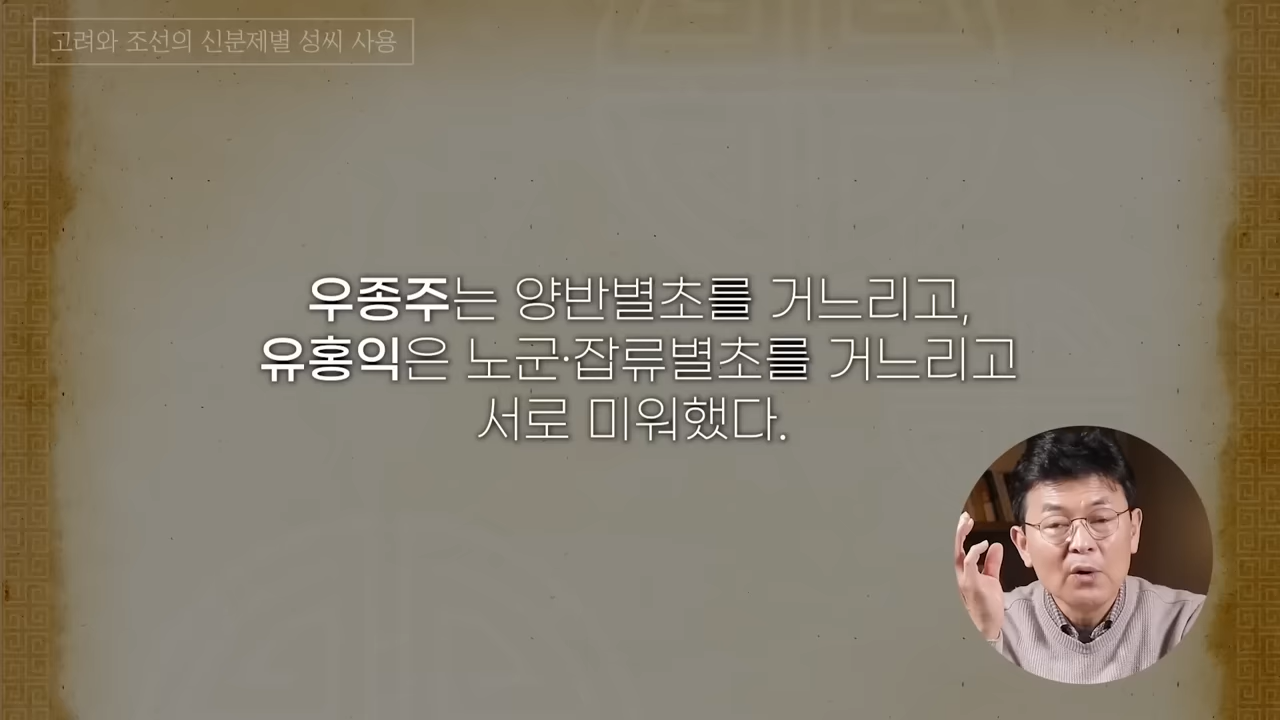 고려와 조선의 신분제별 성씨 사용
우종주는 양반별초를 거느리고,
유홍익은 노군·잡류별초를 거느리고
서로 미워했다.